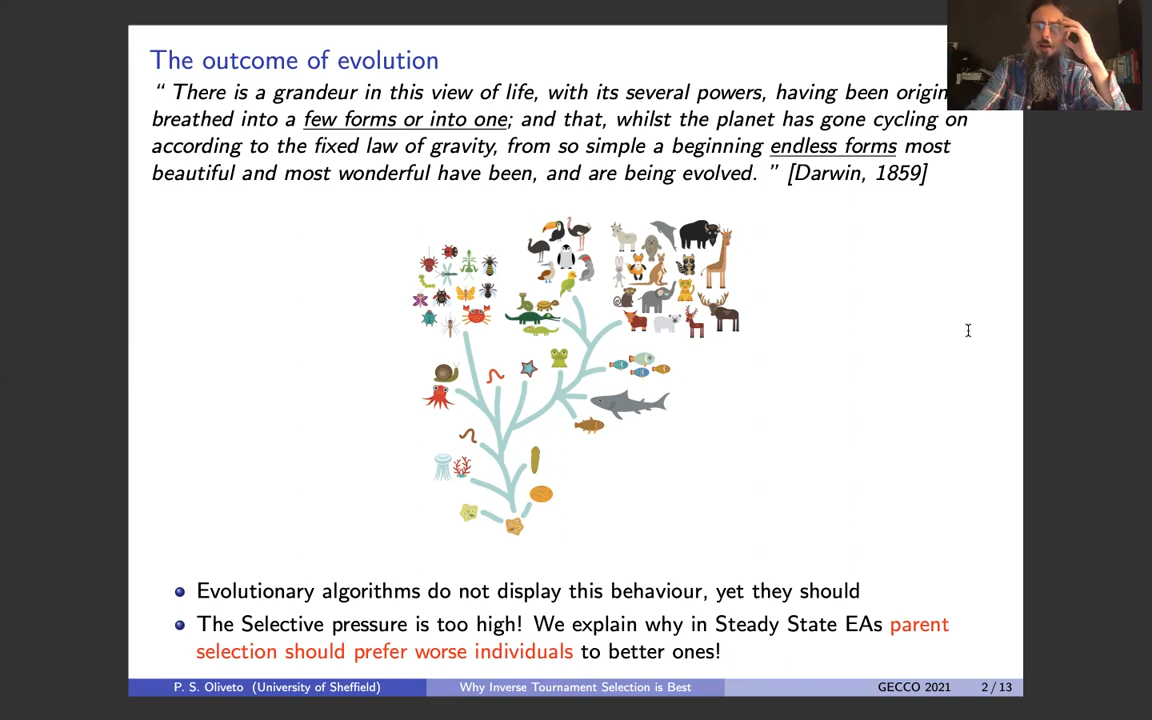 The outcome of evolution
“ There is a grandeur in this view of life, with its several powers, having been origin
breathed into a few forms or into one; and that, whilst the planet has gone cycling on
according to the fixed law of gravity, from so simple a beginning endless forms most
beautiful and most wonderful have been, and are being evolved. ” [Darwin, 1859]
Evolutionary algorithms do not display this behaviour, yet they should
The Selective pressure is too high! We explain why in Steady State EAs parent
selection should prefer worse individuals to better ones!
P. S. Oliveto (University of Sheffield) Why Inverse Tournament Selection is Best GECCO 2021 2 / 13